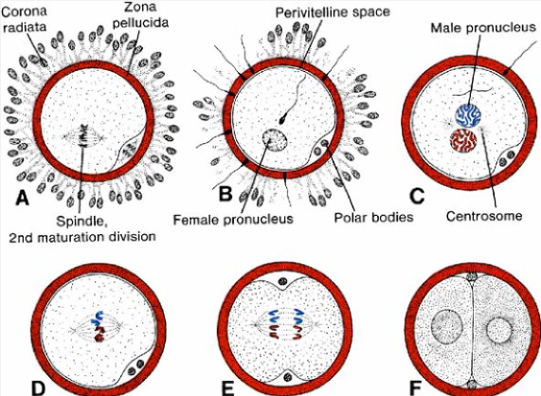 Corona
radiata
Zona
pellucida
Perivitelline space
Male pronucleus
A
B
C
Spindle,
2nd maturation division
Female pronucleus
Polar bodies
Centrosome
D
E
F